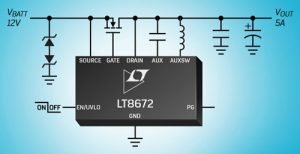 VBATT
12V
VOUT
5A
SOURCE GATE DRAIN AUX AUXSW
ON OFF EN/UVLO LT8672 PG
GND